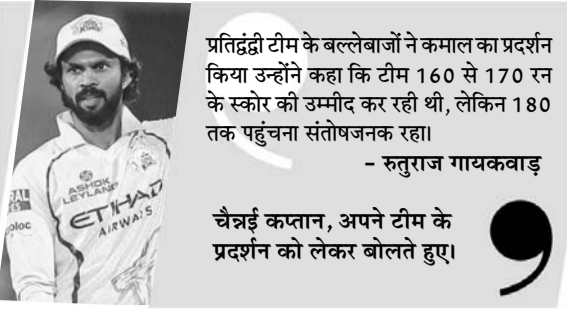 प्रतिद्वंद्वी टीम के बल्लेबाजों ने कमाल का प्रदर्शन
किया उन्होंने कहा कि टीम 160 से 170 रन
के स्कोर की उम्मीद कर रही थी, लेकिन 180
तक पहुंचना संतोषजनक रहा।
- रुतुराज गायकवाड़
चैन्नई कप्तान, अपने टीम के
प्रदर्शन को लेकर बोलते हुए।
ASHOK
LEYLAND
ETIHAD
AIRWAYS